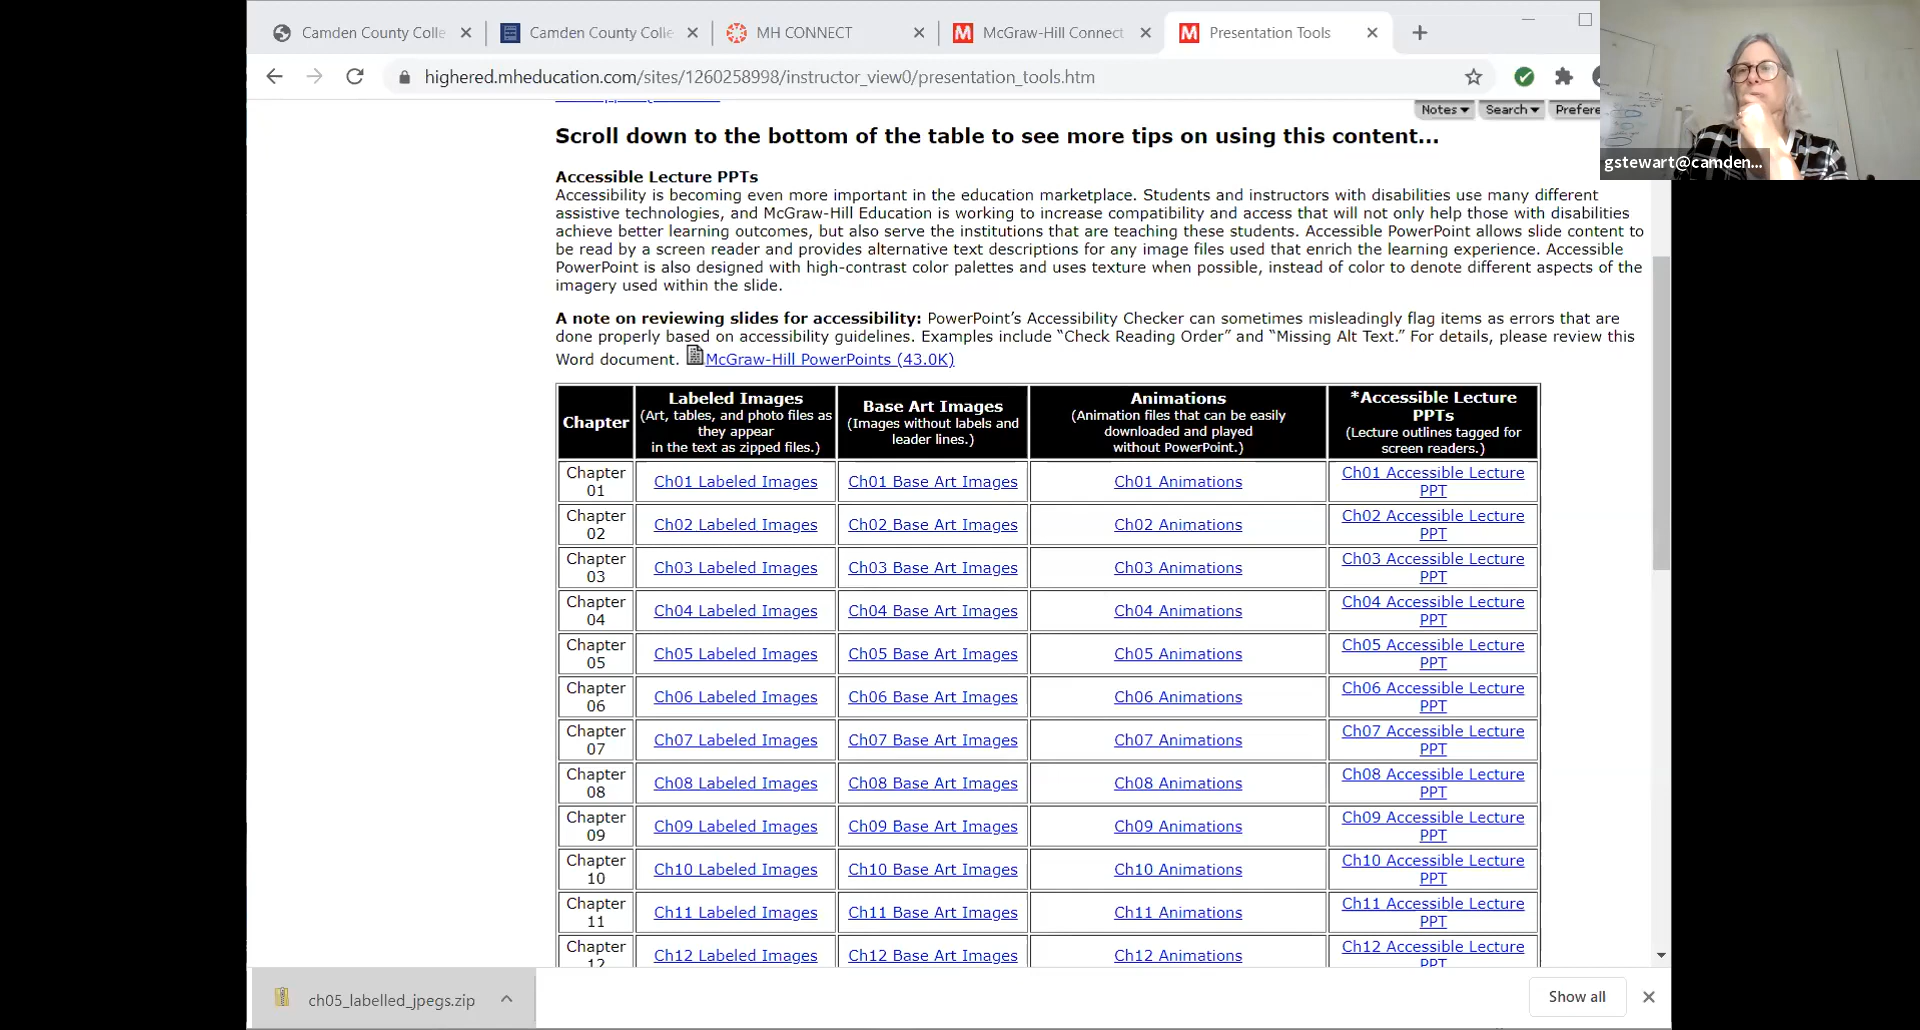 Camden County Colle
Camden County Colle
MH CONNECT
McGraw-Hill Connect
Presentation Tools
highered.mheducation.com/sites/1260258998/instructor_view0/presentation_tools.htm
Notes
Search
Prefere
gstewart@camden...
Scroll down to the bottom of the table to see more tips on using this content...
Accessible Lecture PPTs
Accessibility is becoming even more important in the education marketplace. Students and instructors with disabilities use many different
assistive technologies, and McGraw-Hill Education is working to increase compatibility and access that will not only help those with disabilities
achieve better learning outcomes, but also serve the institutions that are teaching these students. Accessible PowerPoint allows slide content to
be read by a screen reader and provides alternative text descriptions for any image files used that enrich the learning experience. Accessible
PowerPoint is also designed with high-contrast color palettes and uses texture when possible, instead of color to denote different aspects of the
imagery used within the slide.
A note on reviewing slides for accessibility: PowerPoint’s Accessibility Checker can sometimes misleadingly flag items as errors that are
done properly based on accessibility guidelines. Examples include “Check Reading Order” and “Missing Alt Text.” For details, please review this
Word document. McGraw-Hill PowerPoints (43.0K)
Chapter
Labeled Images
(Art, tables, and photo files as
they appear
in the text as zipped files.)
Base Art Images
(Images without labels and
leader lines.)
Animations
(Animation files that can be easily
downloaded and played
without PowerPoint.)
*Accessible Lecture
PPTs
(Lecture outlines tagged for
screen readers.)
Chapter
01
Ch01 Labeled Images
Ch01 Base Art Images
Ch01 Animations
Ch01 Accessible Lecture
PPT
Chapter
02
Ch02 Labeled Images
Ch02 Base Art Images
Ch02 Animations
Ch02 Accessible Lecture
PPT
Chapter
03
Ch03 Labeled Images
Ch03 Base Art Images
Ch03 Animations
Ch03 Accessible Lecture
PPT
Chapter
04
Ch04 Labeled Images
Ch04 Base Art Images
Ch04 Animations
Ch04 Accessible Lecture
PPT
Chapter
05
Ch05 Labeled Images
Ch05 Base Art Images
Ch05 Animations
Ch05 Accessible Lecture
PPT
Chapter
06
Ch06 Labeled Images
Ch06 Base Art Images
Ch06 Animations
Ch06 Accessible Lecture
PPT
Chapter
07
Ch07 Labeled Images
Ch07 Base Art Images
Ch07 Animations
Ch07 Accessible Lecture
PPT
Chapter
08
Ch08 Labeled Images
Ch08 Base Art Images
Ch08 Animations
Ch08 Accessible Lecture
PPT
Chapter
09
Ch09 Labeled Images
Ch09 Base Art Images
Ch09 Animations
Ch09 Accessible Lecture
PPT
Chapter
10
Ch10 Labeled Images
Ch10 Base Art Images
Ch10 Animations
Ch10 Accessible Lecture
PPT
Chapter
11
Ch11 Labeled Images
Ch11 Base Art Images
Ch11 Animations
Ch11 Accessible Lecture
PPT
Chapter
12
Ch12 Labeled Images
Ch12 Base Art Images
Ch12 Animations
Ch12 Accessible Lecture
PPT
ch05_labelled_jpegs.zip
Show all